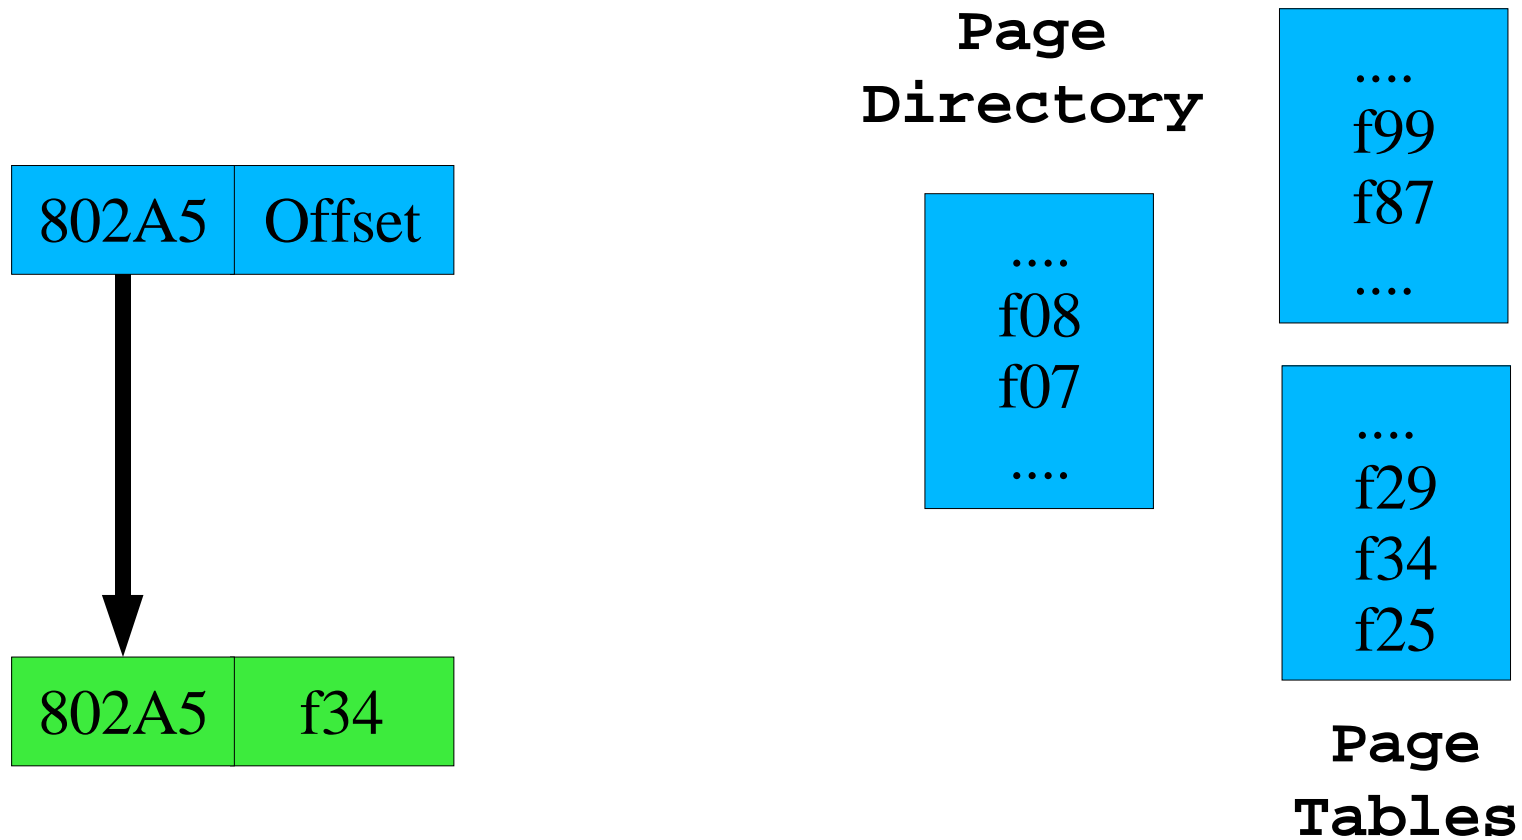 802A5 Offset
802A5 f34
Page
Directory
....
f08
f07
....
....
f99
f87
....
....
f29
f34
f25
Page
Tables